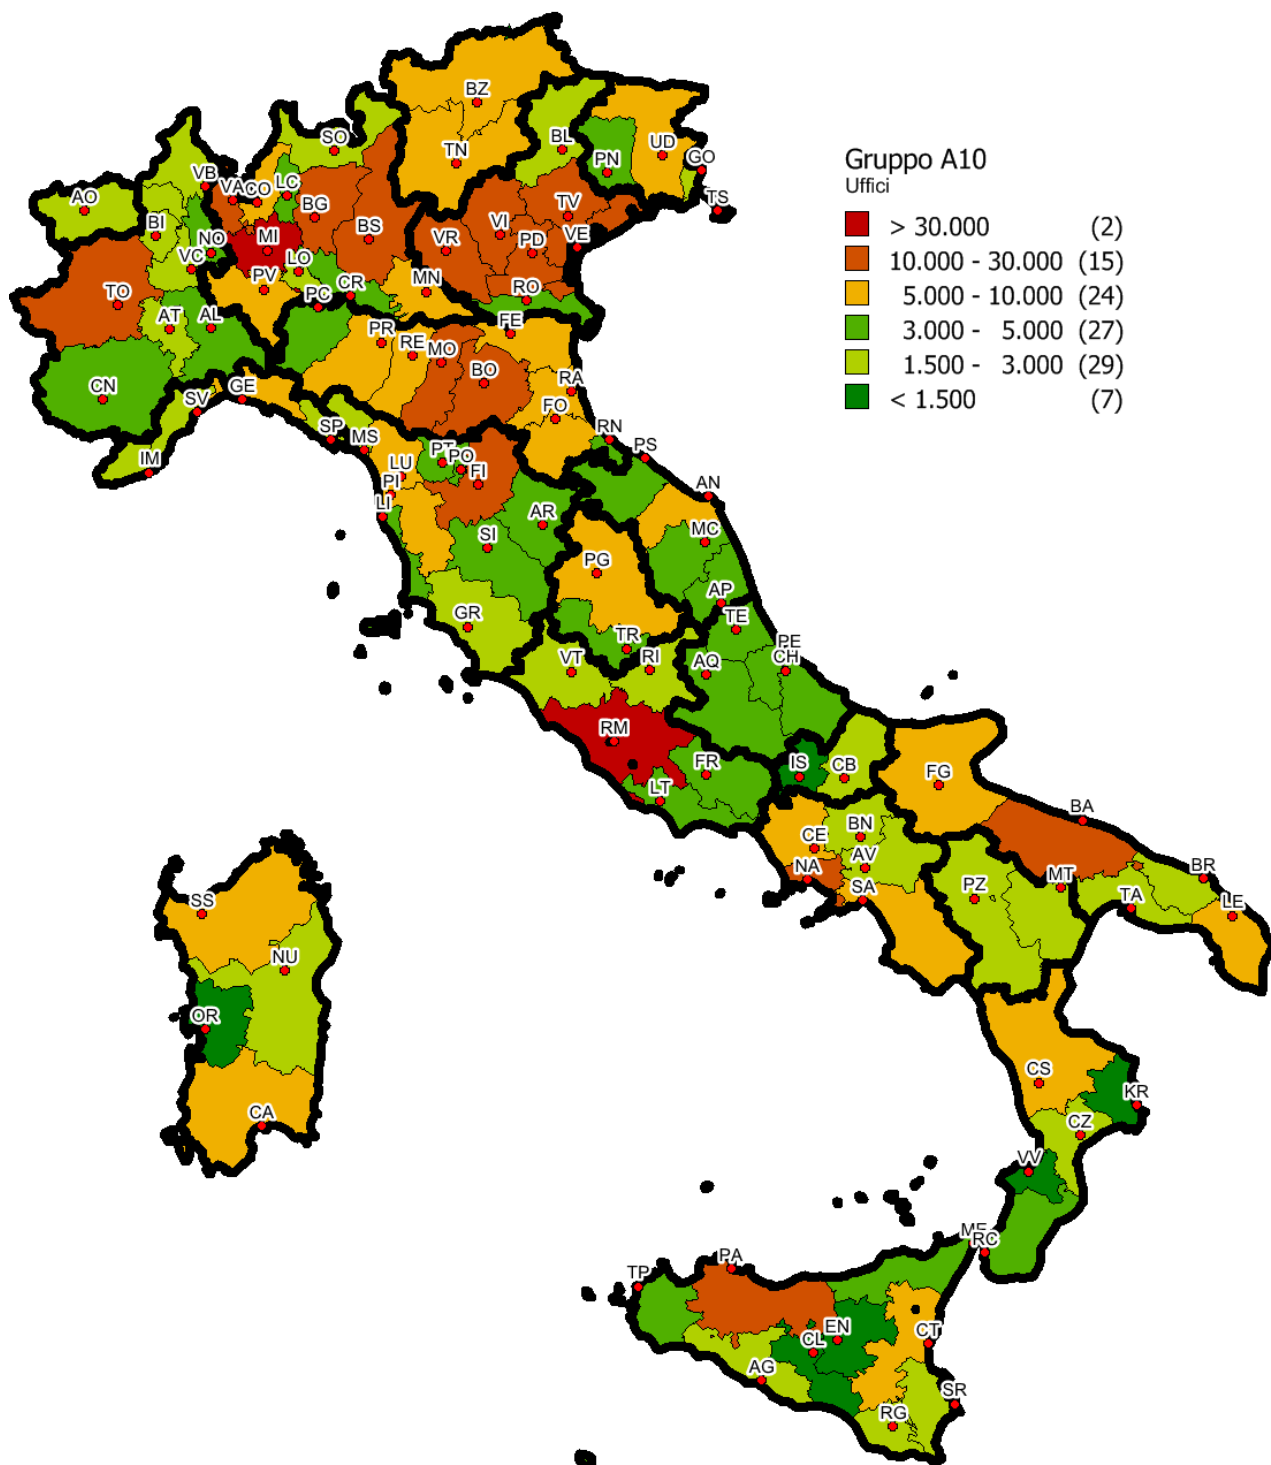 Gruppo A10
Uffici
> 30.000 (2)
10.000 - 30.000 (15)
5.000 - 10.000 (24)
3.000 - 5.000 (27)
1.500 - 3.000 (29)
< 1.500 (7)
BZ
SO
BL
TN
UD
PN
GO
VB
VA
CO
LC
AO
BG
TV
TS
BI
BS
VI
NO
MI
VR
PD
VE
VC
LO
TO
PV
CR
MN
RO
PC
AT
AL
FE
PR
RE
MO
CN
BO
GE
RA
SV
FO
SP
MS
RN
IM
PT
PO
PS
LU
FI
PI
AN
LI
AR
SI
MC
PG
AP
GR
TE
TR
PE
VT
RI
AQ
CH
RM
FR
IS
CB
FG
LT
BA
CE
BN
NA
AV
MT
BR
SS
SA
PZ
TA
LE
NU
OR
CS
KR
CA
CZ
VV
ME
RC
PA
TP
EN
CT
CL
AG
SR
RG